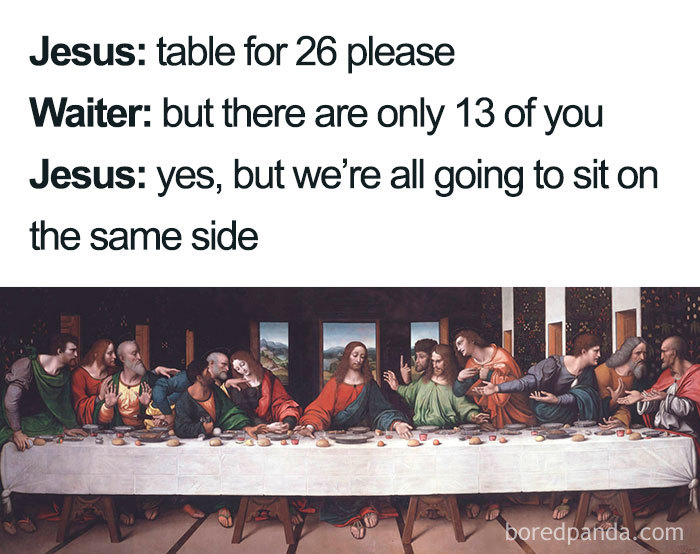 Jesus: table for 26 please
Waiter: but there are only 13 of you
Jesus: yes, but we’re all going to sit on
the same side
boredpanda.com